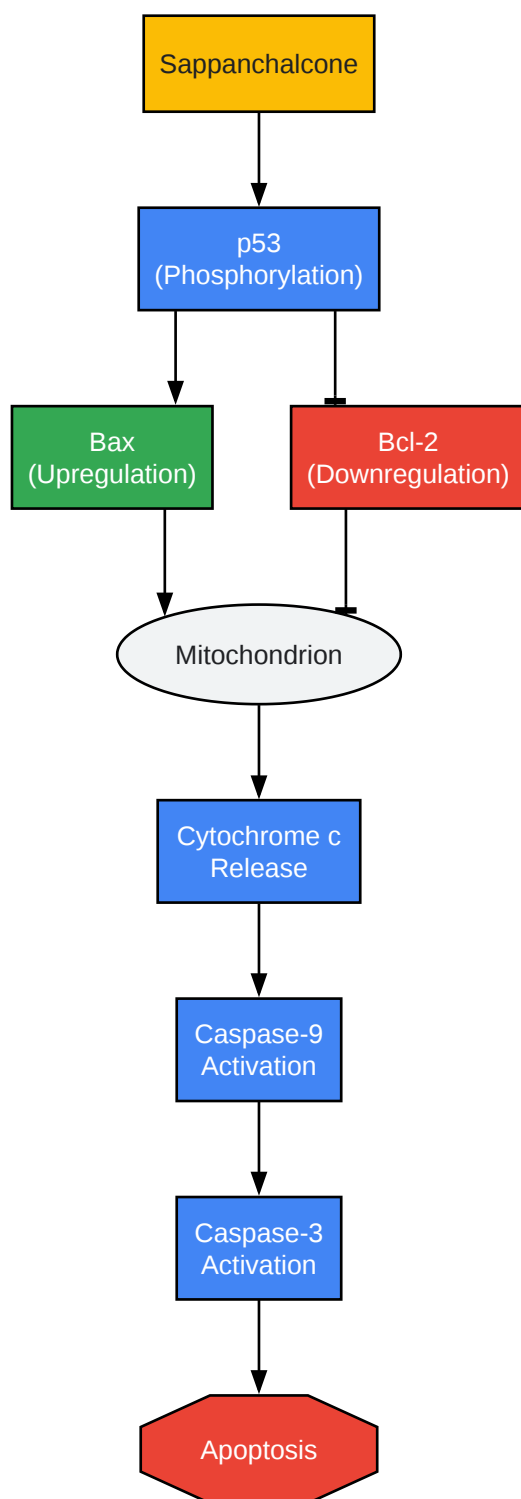 Sappanchalcone
p53
(Phosphorylation)
Bax
(Upregulation)
Bcl-2
(Downregulation)
Mitochondrion
Cytochrome c
Release
Caspase-9
Activation
Caspase-3
Activation
Apoptosis